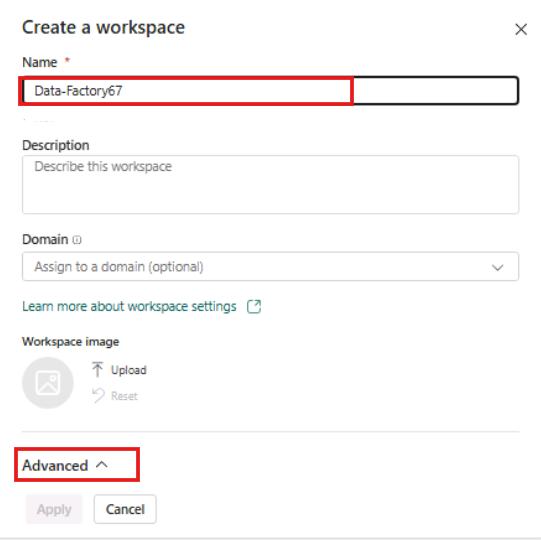 Create a workspace
Name *
Data-Factory67
Description
Describe this workspace
Domain
Assign to a domain (optional)
Learn more about workspace settings
Workspace image
Upload
Reset
Advanced
Apply Cancel